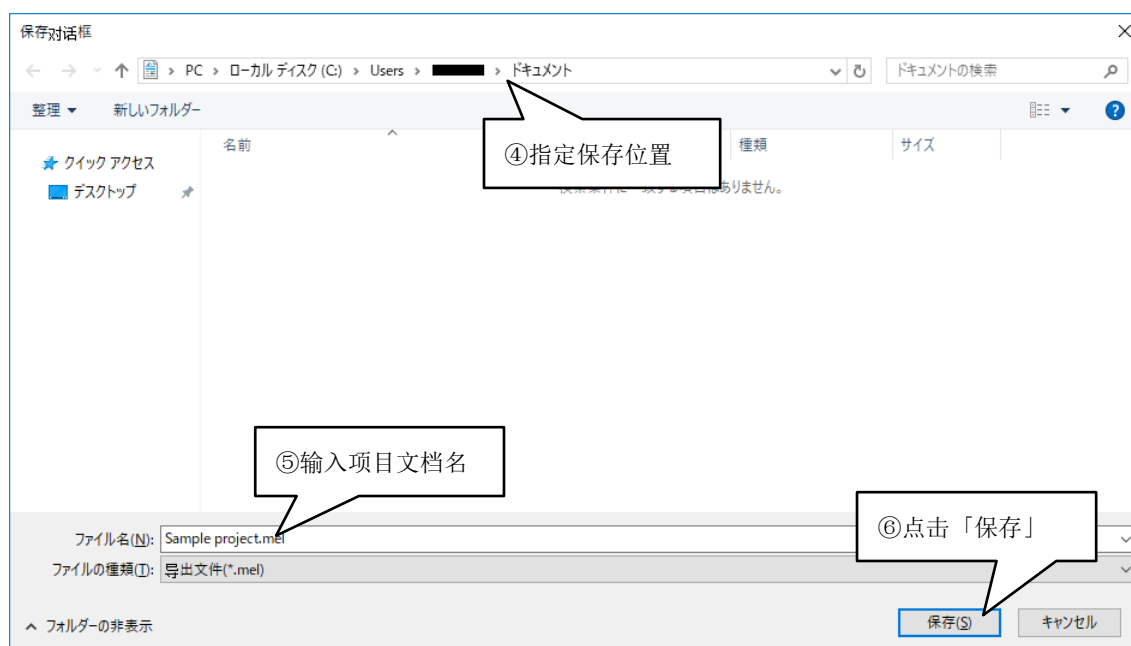 保存对话框
PC › ローカル ディスク (C:) › Users › › ドキュメント
ドキュメントの検索
整理
新しいフォルダー
④指定保存位置
名前
種類
サイズ
クイック アクセス
デスクトップ
ありません。
⑤输入项目文档名
⑥点击「保存」
ファイル名(N): Sample project.mel
ファイルの種類(T): 导出文件(*.mel)
フォルダーの非表示
保存(S)
キャンセル